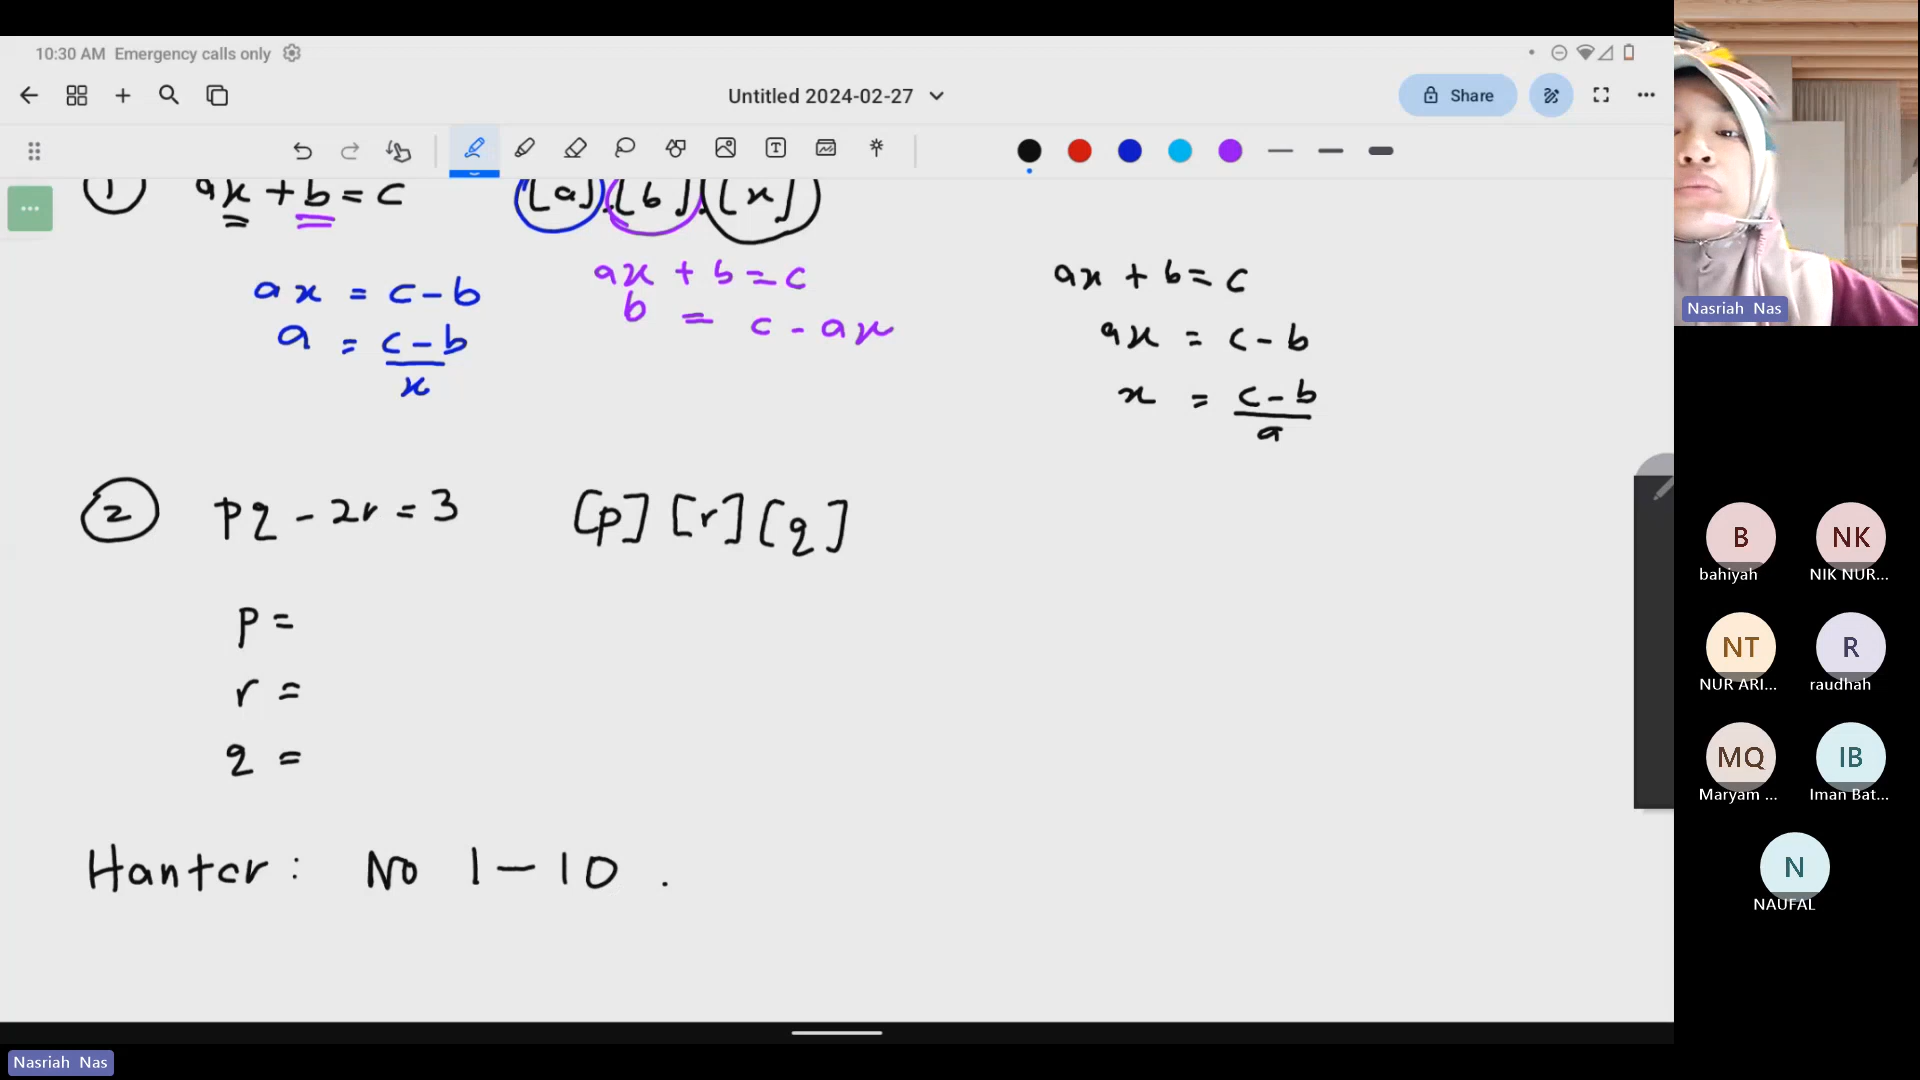 10:30 AM Emergency calls only
Untitled 2024-02-27
Share
1 ax + b = c [a], [b], [x]
ax = c - b
a = c - b / x
ax + b = c
b = c - ax
ax + b = c
ax = c - b
x = c - b / a
2 pq - 2r = 3 [p] [r] [q]
p =
r =
q =
Hantar : No 1 - 10 .
Nasriah Nas
B
bahiyah
NK
NIK NUR...
NT
NUR ARI...
R
raudhah
MQ
Maryam ...
IB
Iman Bat...
N
NAUFAL
Nasriah Nas